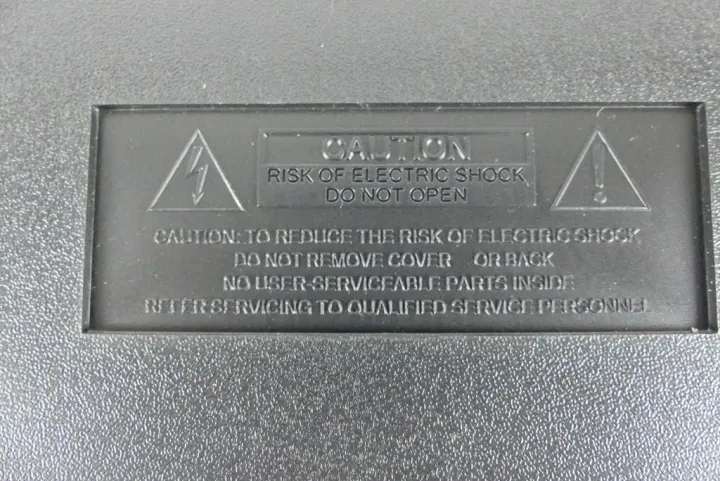 CAUTION
RISK OF ELECTRIC SHOCK
DO NOT OPEN
CAUTION: TO REDUCE THE RISK OF ELECTRIC SHOCK
DO NOT REMOVE COVER OR BACK
NO USER-SERVICEABLE PARTS INSIDE
REFER SERVICING TO QUALIFIED SERVICE PERSONNEL